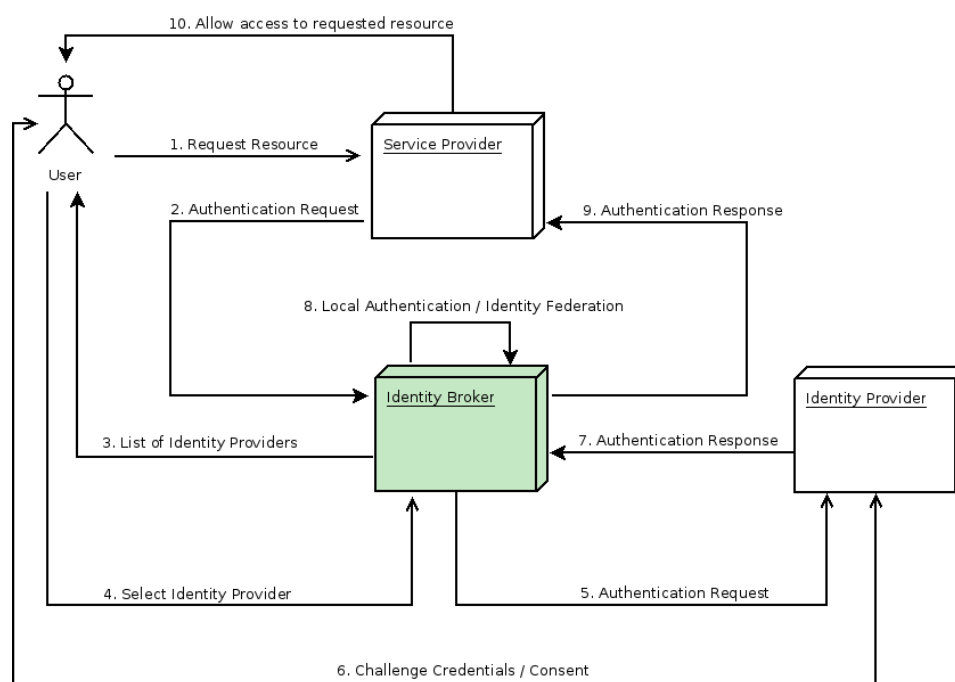 10. Allow access to requested resource
1. Request Resource
Service Provider
User
2. Authentication Request
9. Authentication Response
8. Local Authentication / Identity Federation
Identity Broker
Identity Provider
3. List of Identity Providers
7. Authentication Response
4. Select Identity Provider
5. Authentication Request
6. Challenge Credentials / Consent